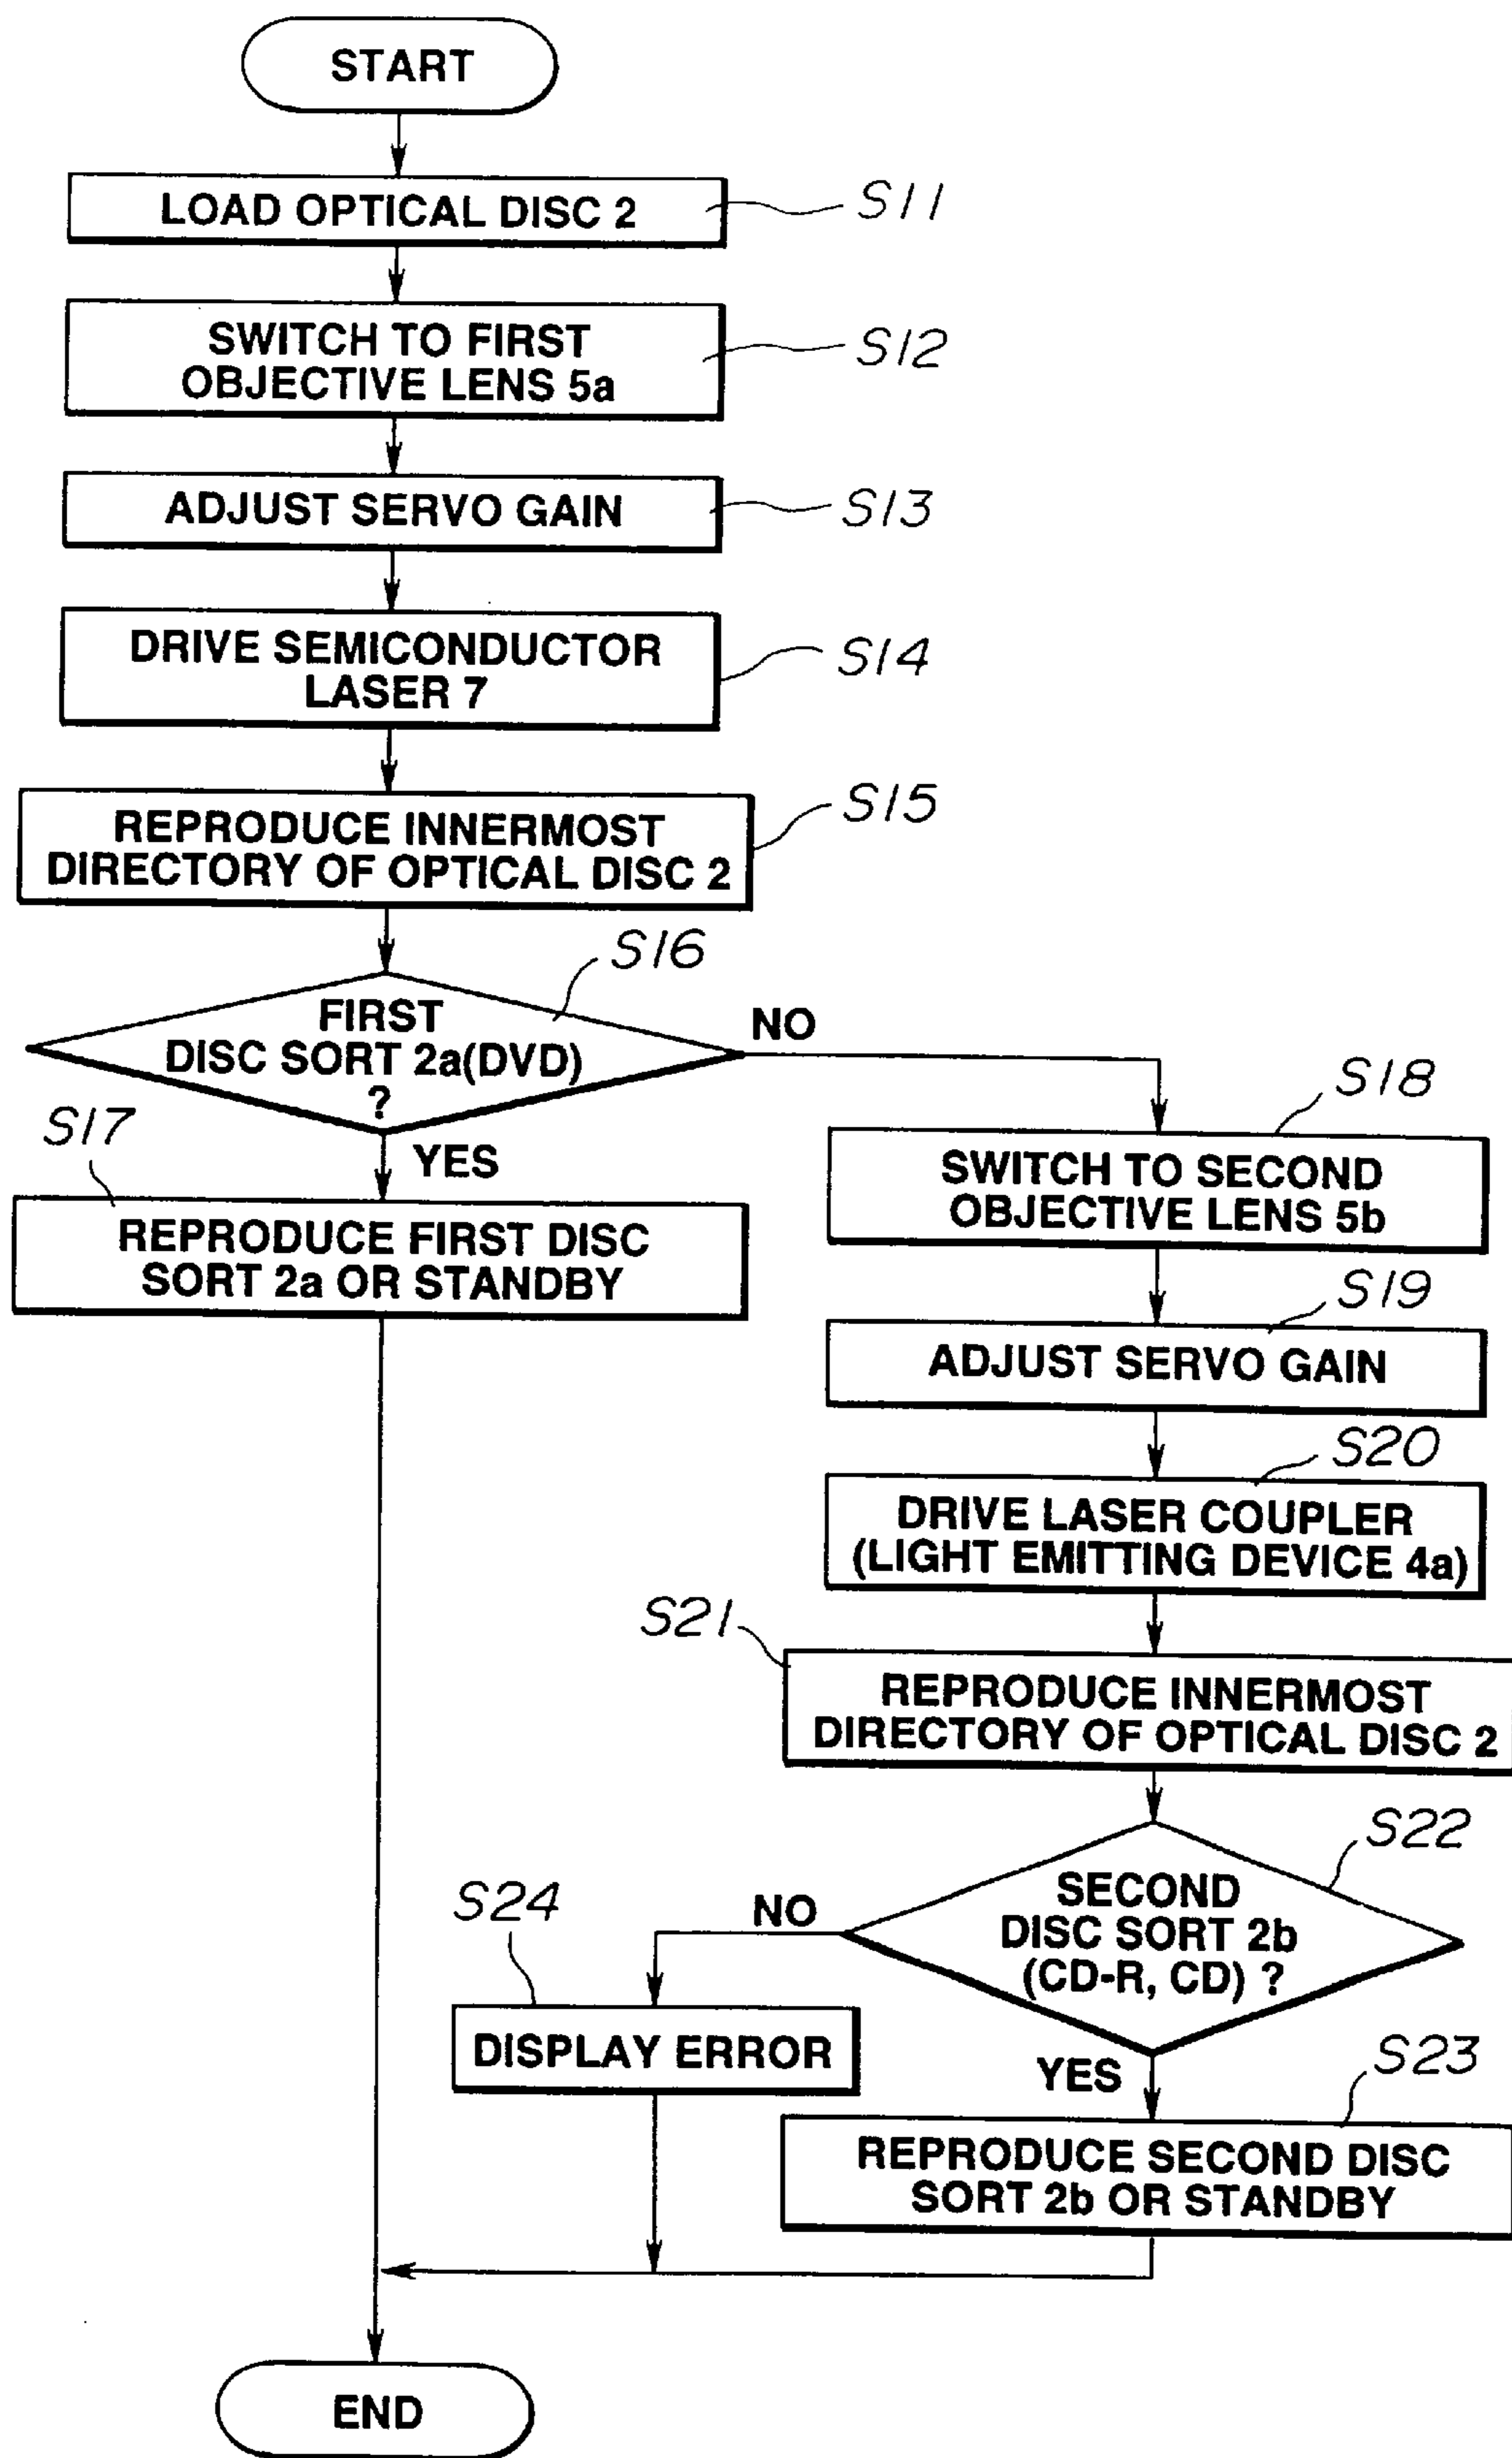 START
LOAD OPTICAL DISC 2
S11
SWITCH TO FIRST
OBJECTIVE LENS 5a
S12
ADJUST SERVO GAIN
S13
DRIVE SEMICONDUCTOR
LASER 7
S14
REPRODUCE INNERMOST
DIRECTORY OF OPTICAL DISC 2
S15
FIRST
DISC SORT 2a(DVD)
?
S16
NO
YES
S17
REPRODUCE FIRST DISC
SORT 2a OR STANDBY
S18
SWITCH TO SECOND
OBJECTIVE LENS 5b
S19
ADJUST SERVO GAIN
S20
DRIVE LASER COUPLER
(LIGHT EMITTING DEVICE 4a)
S21
REPRODUCE INNERMOST
DIRECTORY OF OPTICAL DISC 2
S22
SECOND
DISC SORT 2b
(CD-R, CD) ?
NO
S24
DISPLAY ERROR
YES
S23
REPRODUCE SECOND DISC
SORT 2b OR STANDBY
END